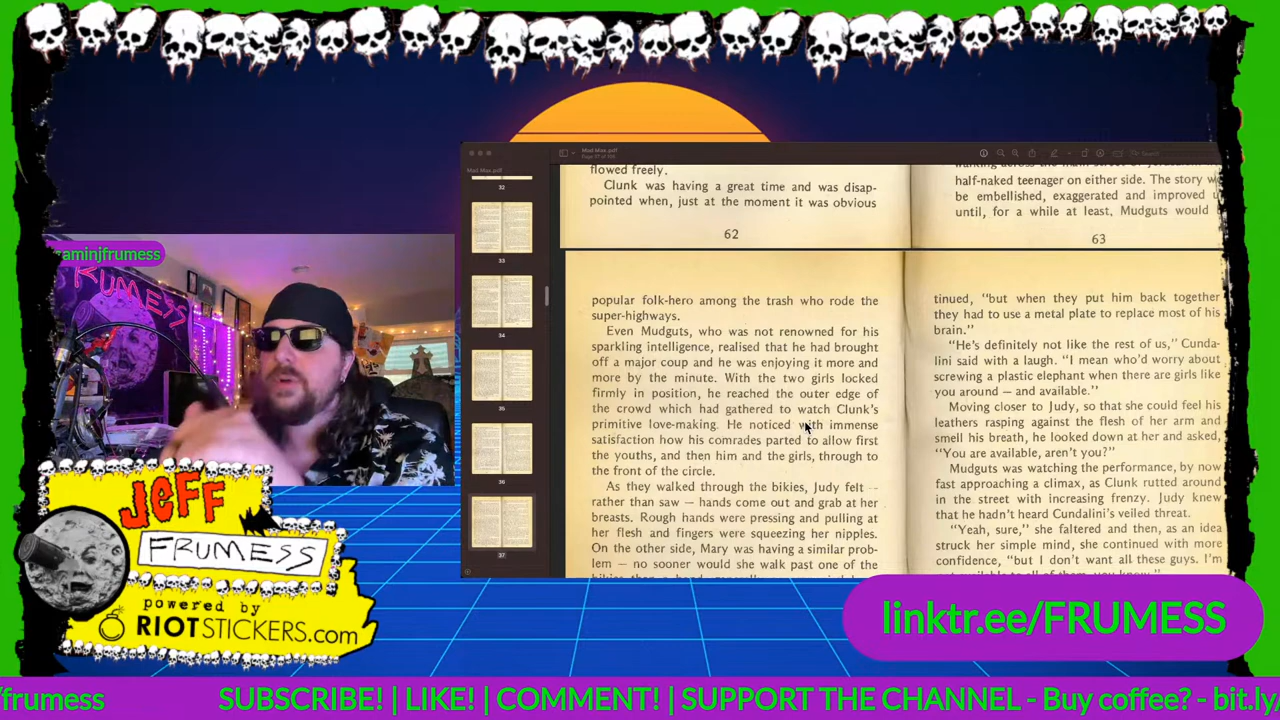 Mad Max.pdf
Mad Max.pdf
32
33
34
35
36
37
Search
flowed freely.
Clunk was having a great time and was disap-
pointed when, just at the moment it was obvious
62
half-naked teenager on either side. The story w
be embellished, exaggerated and improved u
until, for a while at least, Mudguts would
63
popular folk-hero among the trash who rode the
super-highways.
Even Mudguts, who was not renowned for his
sparkling intelligence, realised that he had brought
off a major coup and he was enjoying it more and
more by the minute. With the two girls locked
firmly in position, he reached the outer edge of
the crowd which had gathered to watch Clunk's
primitive love-making. He noticed with immense
satisfaction how his comrades parted to allow first
the youths, and then him and the girls, through to
the front of the circle.
As they walked through the bikies, Judy felt —
rather than saw — hands come out and grab at her
breasts. Rough hands were pressing and pulling at
her flesh and fingers were squeezing her nipples.
On the other side, Mary was having a similar prob-
lem — no sooner would she walk past one of the
tinued, "but when they put him back together
they had to use a metal plate to replace most of his
brain."
"He's definitely not like the rest of us," Cunda-
lini said with a laugh. "I mean who'd worry about
screwing a plastic elephant when there are girls like
you around — and available."
Moving closer to Judy, so that she could feel his
leathers rasping against the flesh of her arm and
smell his breath, he looked down at her and asked,
"You are available, aren't you?"
Mudguts was watching the performance, by now
fast approaching a climax, as Clunk rutted around
in the street with increasing frenzy. Judy knew
that he hadn't heard Cundalini's veiled threat.
"Yeah, sure," she faltered and then, as an idea
struck her simple mind, she continued with more
confidence, "but I don't want all these guys. I'm
raminjfrumess
FRUMESS
JEFF
FRUMESS
powered by
RIOTSTICKERS.com
linktr.ee/FRUMESS
/frumess SUBSCRIBE! | LIKE! | COMMENT! | SUPPORT THE CHANNEL - Buy coffee? - bit.ly/